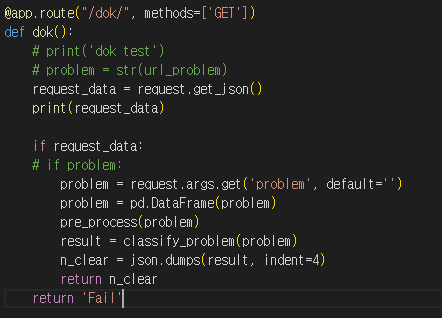 @app.route("/dok/", methods=['GET'])
def dok():
    # print('dok test')
    # problem = str(url_problem)
    request_data = request.get_json()
    print(request_data)

    if request_data:
    # if problem:
        problem = request.args.get('problem', default='')
        problem = pd.DataFrame(problem)
        pre_process(problem)
        result = classify_problem(problem)
        n_clear = json.dumps(result, indent=4)
        return n_clear
    return 'Fail'